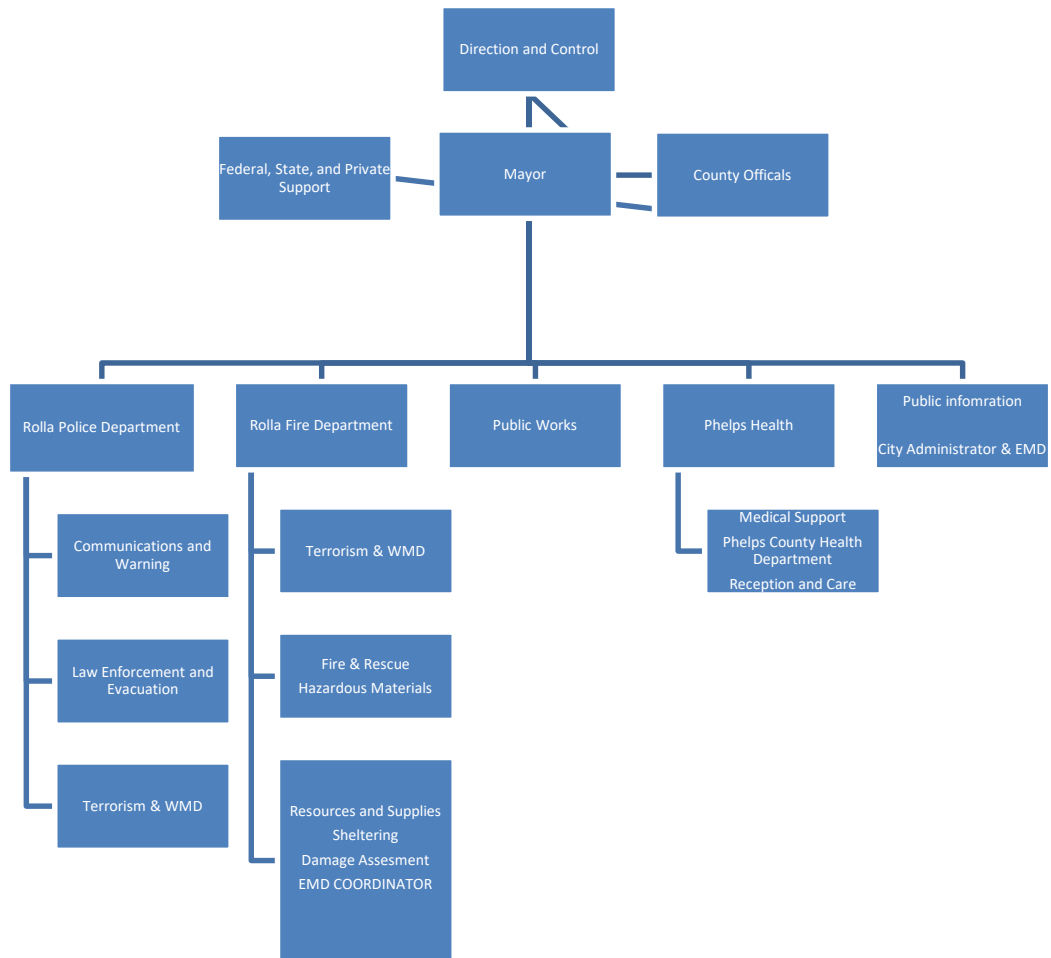 Direction and Control
Federal, State, and Private
Support
Mayor
County Officals
Rolla Police Department
Rolla Fire Department
Public Works
Phelps Health
Public infomration
City Administrator & EMD
Communications and
Warning
Law Enforcement and
Evacuation
Terrorism & WMD
Terrorism & WMD
Fire & Rescue
Hazardous Materials
Resources and Supplies
Sheltering
Damage Assesment
EMD COORDINATOR
Medical Support
Phelps County Health
Department
Reception and Care